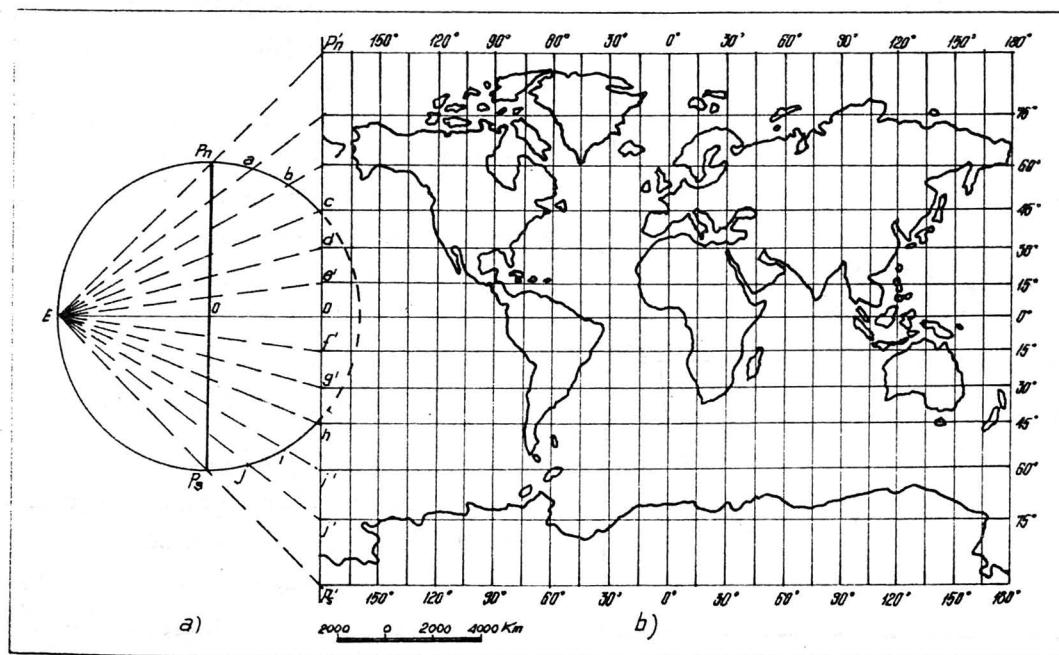 P'n 150° 120° 90° 60° 30° 0° 30° 60° 90° 120° 150° 180°
75°
Pn a
b
60°
c 45°
d 30°
e' 15°
E O D 0°
f' 15°
g' 30°
h 45°
i
i' 60°
Ps j
j' 75°
P's 150° 120° 90° 60° 30° 0° 30° 60° 90° 120° 150° 180°
a) b)
2000 0 2000 4000 Km